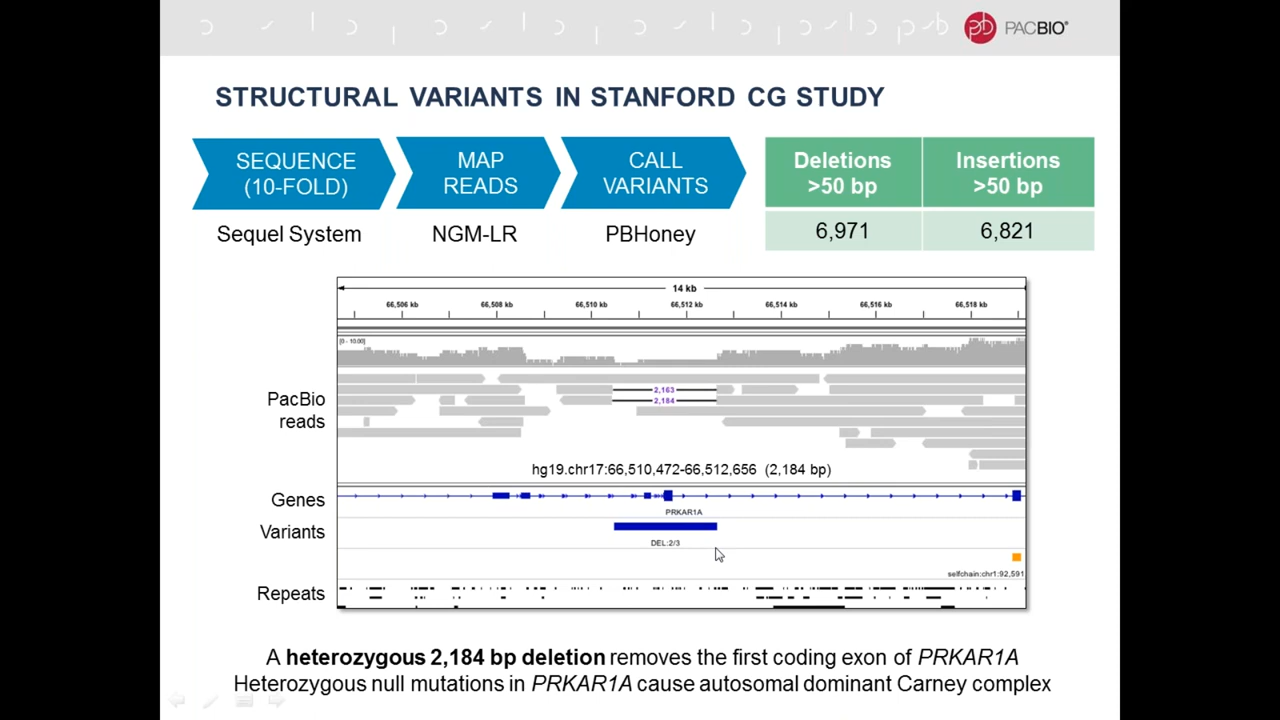 PACBIO®
STRUCTURAL VARIANTS IN STANFORD CG STUDY
SEQUENCE
(10-FOLD)
MAP
READS
CALL
VARIANTS
Deletions
>50 bp
Insertions
>50 bp
Sequel System
NGM-LR
PBHoney
6,971
6,821
14 kb
66,506 kb
66,508 kb
66,510 kb
66,512 kb
66,514 kb
66,516 kb
66,518 kb
[0 - 10.00]
PacBio
reads
2,163
2,184
hg19.chr17:66,510,472-66,512,656 (2,184 bp)
Genes
PRKAR1A
Variants
DEL:2/3
selfchain:chr1:92,591
Repeats
A heterozygous 2,184 bp deletion removes the first coding exon of PRKAR1A
Heterozygous null mutations in PRKAR1A cause autosomal dominant Carney complex